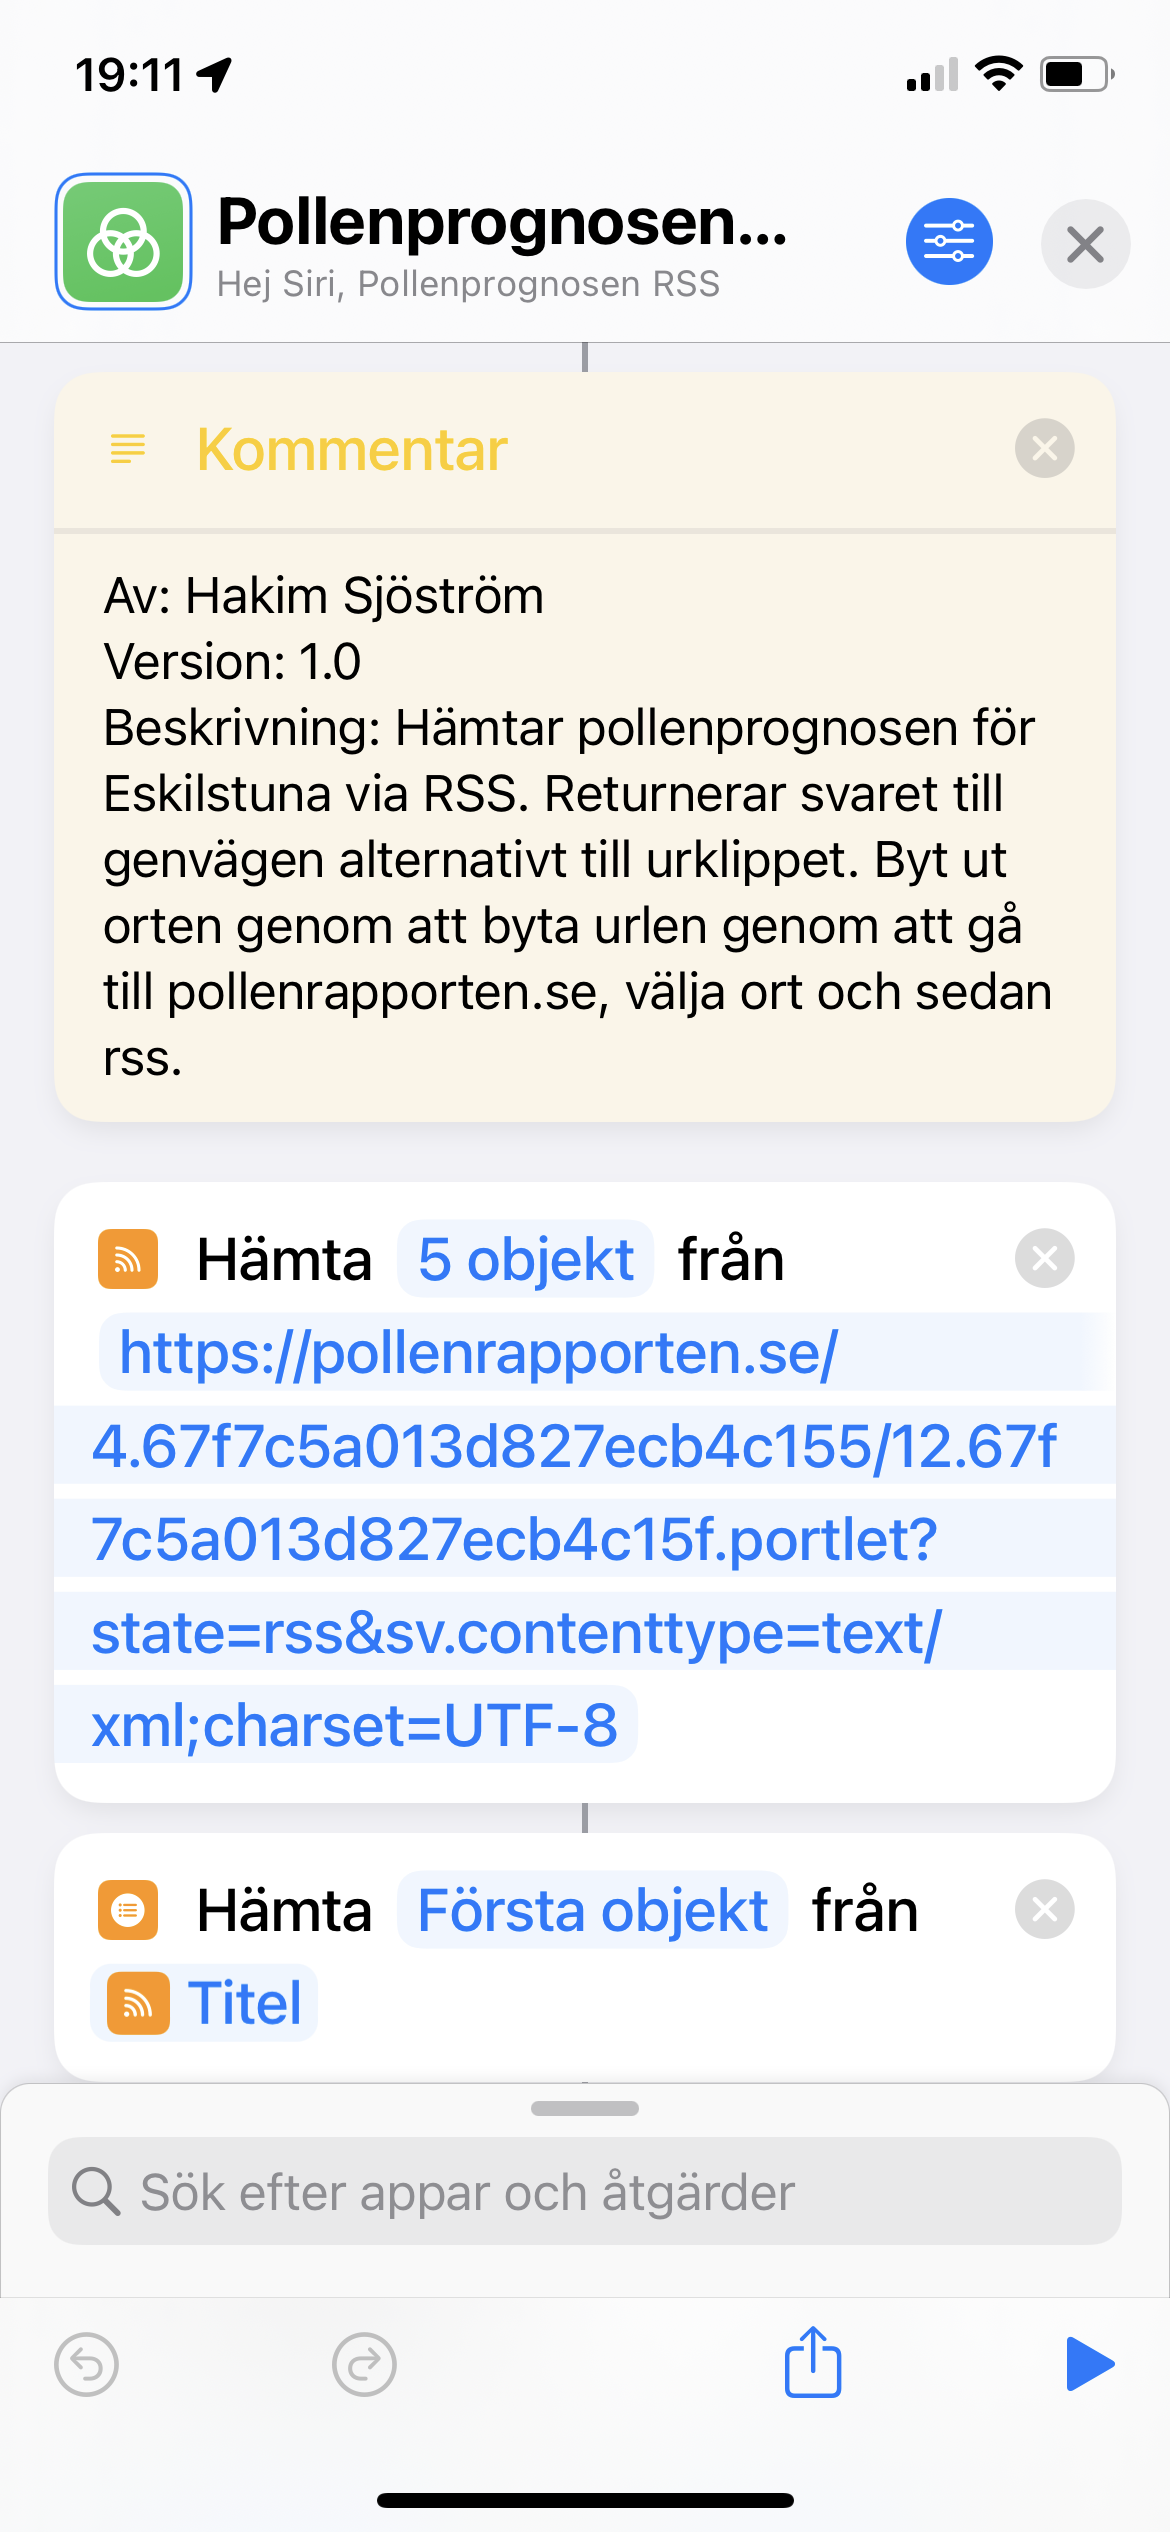 19:11
Pollenprognosen...
Hej Siri, Pollenprognosen RSS
Kommentar
Av: Hakim Sjöström
Version: 1.0
Beskrivning: Hämtar pollenprognosen för
Eskilstuna via RSS. Returnerar svaret till
genvägen alternativt till urklippet. Byt ut
orten genom att byta urlen genom att gå
till pollenrapporten.se, välja ort och sedan
rss.
Hämta 5 objekt från
https://pollenrapporten.se/
4.67f7c5a013d827ecb4c155/12.67f
7c5a013d827ecb4c15f.portlet?
state=rss&sv.contenttype=text/
xml;charset=UTF-8
Hämta Första objekt från
Titel
Sök efter appar och åtgärder